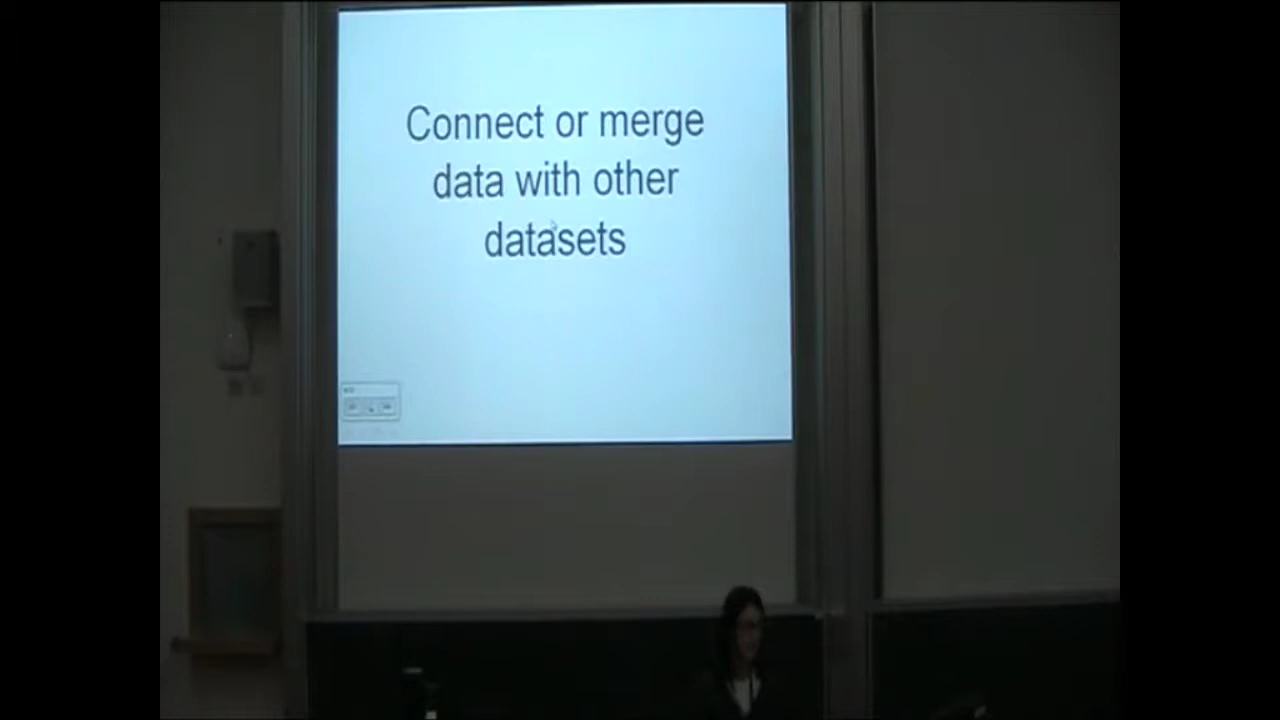 Connect or merge
data with other
datasets